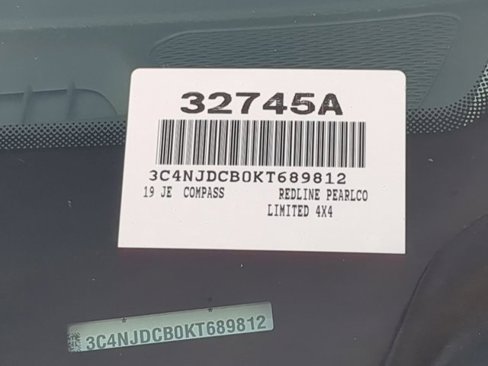 32745A
3C4NJDCB0KT689812
19 JE COMPASS REDLINE PEARLCO
LIMITED 4X4
3C4NJDCB0KT689812